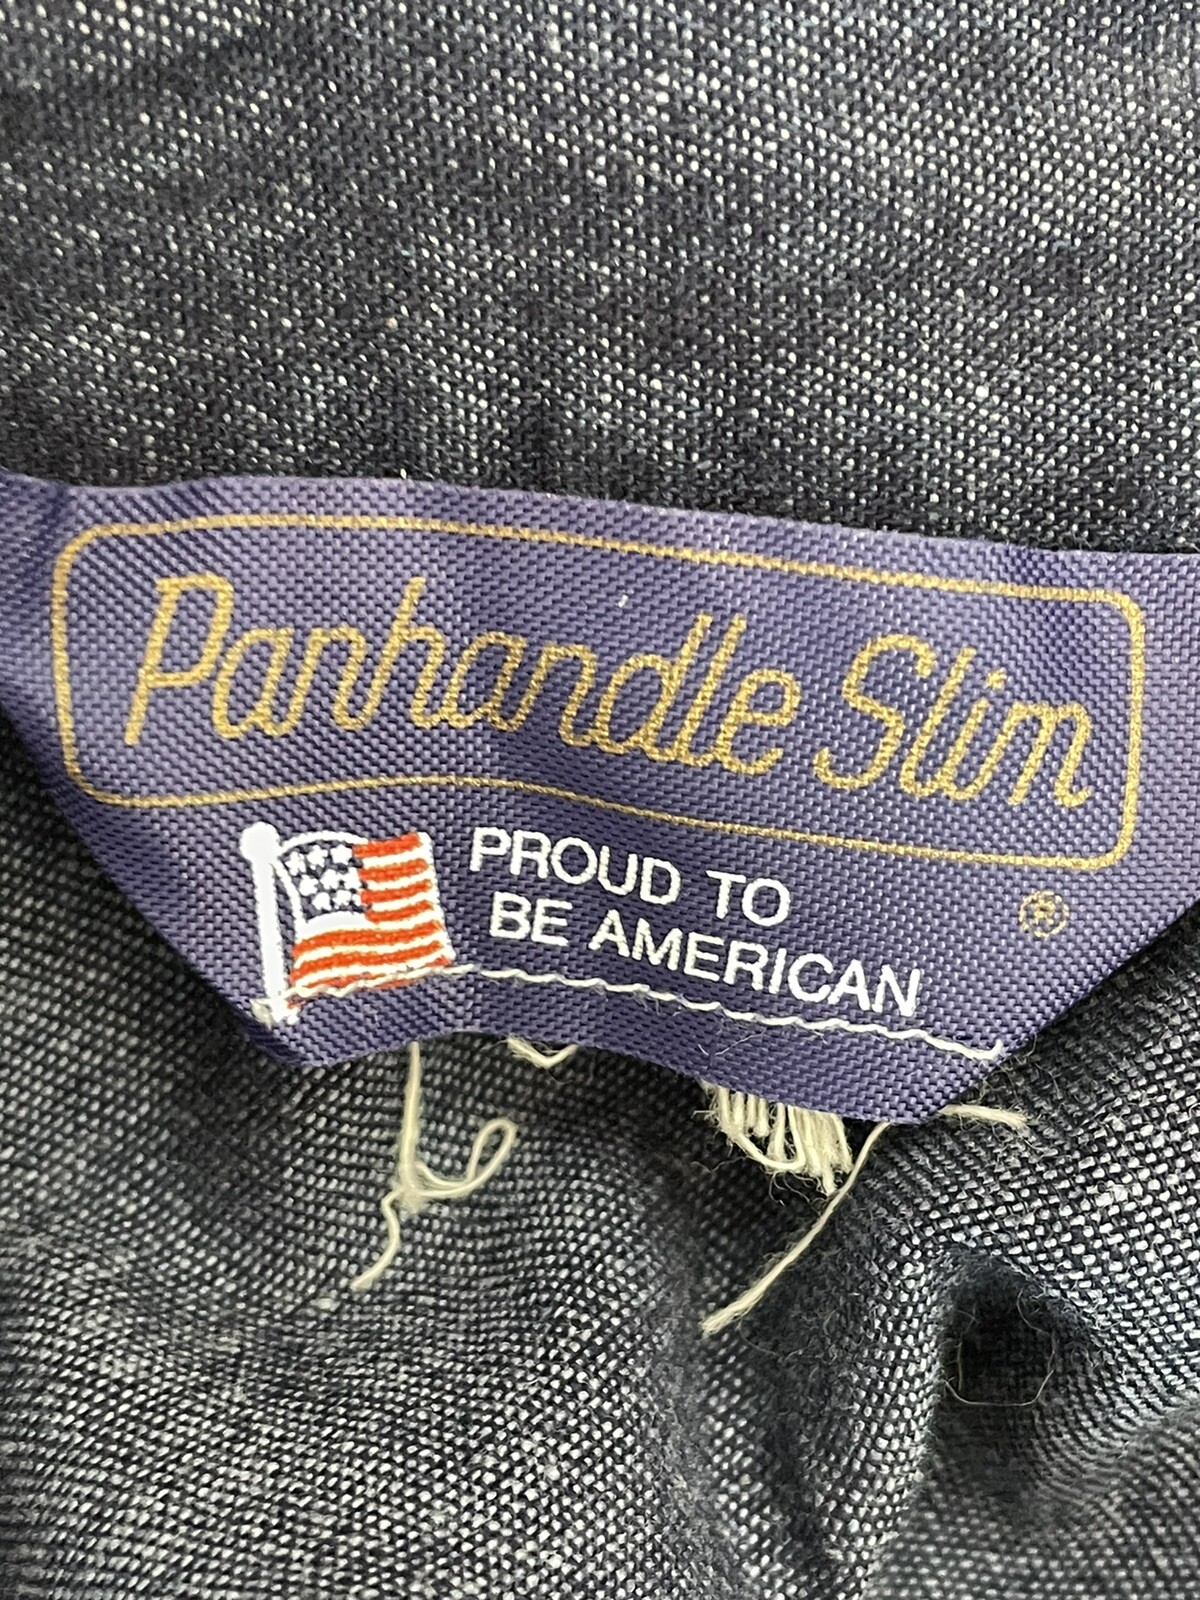 Panhandle Slim
®
PROUD TO
BE AMERICAN